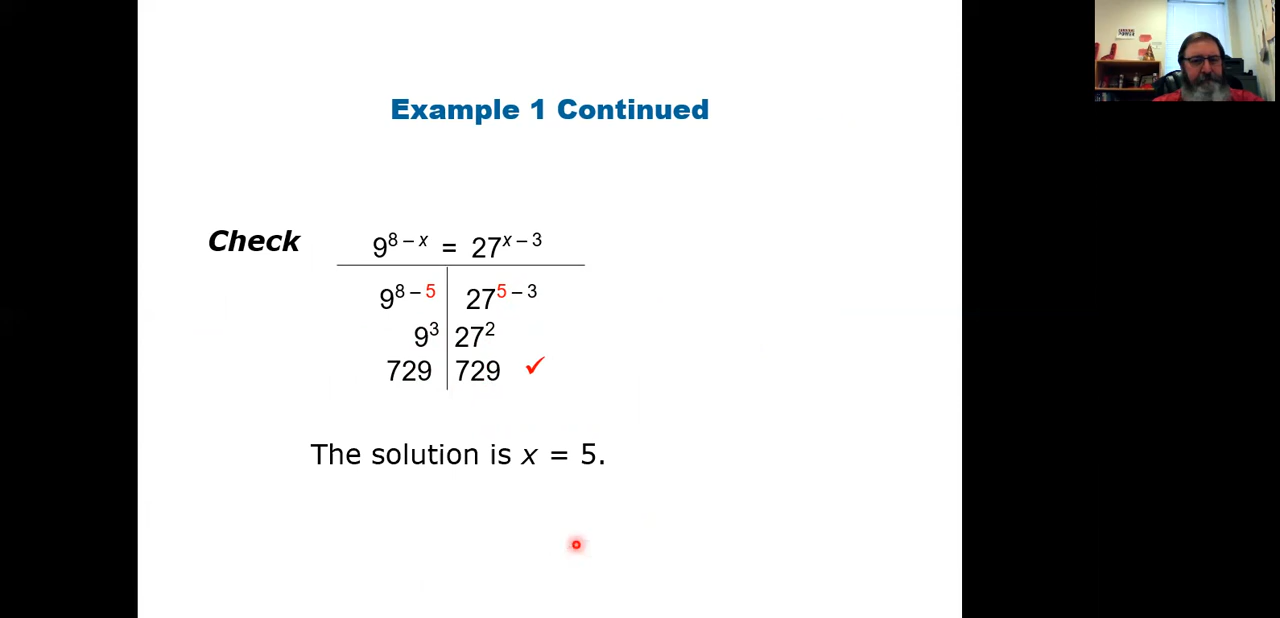 Example 1 Continued
Check 9^{8 – x} = 27^{x – 3}
9^{8 – 5} 27^{5 – 3}
9^{3} 27^{2}
729 729 ✓
The solution is x = 5.